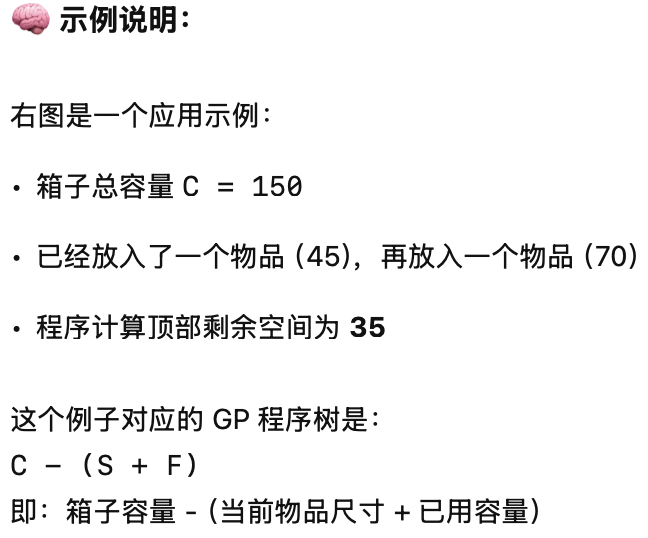 🧠 示例说明：
右图是一个应用示例：
• 箱子总容量 C = 150
• 已经放入了一个物品 (45)，再放入一个物品 (70)
• 程序计算顶部剩余空间为 35
这个例子对应的 GP 程序树是：
C − (S + F)
即：箱子容量 - (当前物品尺寸 + 已用容量)